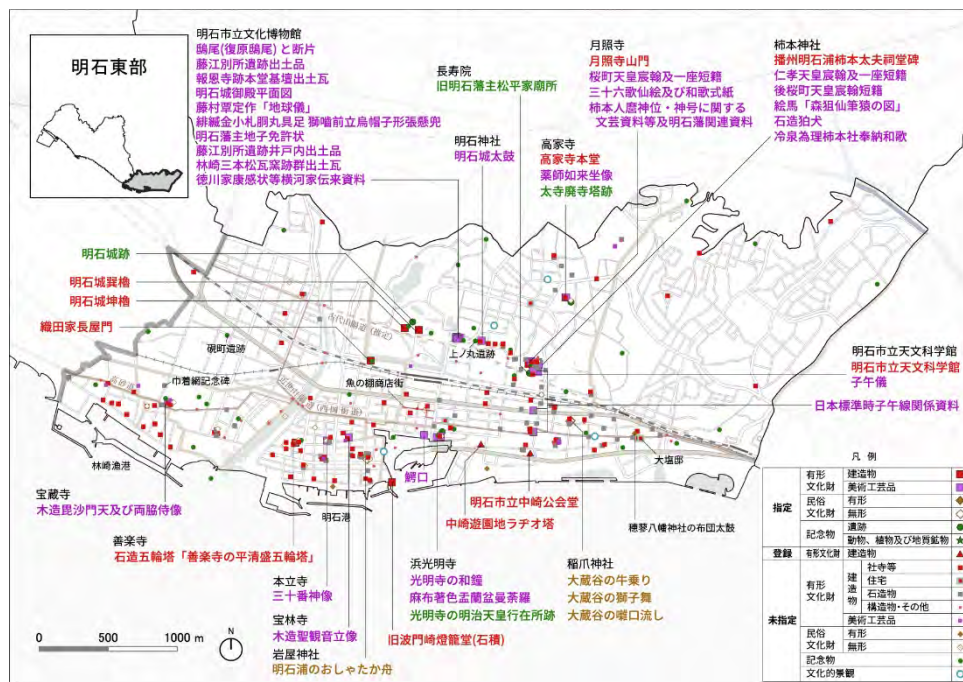 明石東部
明石市立文化博物館
鴟尾(復原鴟尾) と断片
藤江別所遺跡出土品
報恩寺跡本堂基壇出土瓦
明石城御殿平面図
藤村覃定作「地球儀」
緋縅金小札胴丸具足 獅噛前立烏帽子形張懸兜
明石藩主地子免許状
藤江別所遺跡井戸内出土品
林崎三本松瓦窯跡群出土瓦
徳川家康感状等横河家伝来資料
長寿院
旧明石藩主松平家廟所
明石神社
明石城太鼓
月照寺
月照寺山門
桜町天皇宸翰及一座短籍
三十六歌仙絵及び和歌式紙
柿本人麿神位・神号に関する
文芸資料等及明石藩関連資料
高家寺
高家寺本堂
薬師如来坐像
太寺廃寺塔跡
柿本神社
播州明石浦柿本太夫祠堂碑
仁孝天皇宸翰及一座短籍
後桜町天皇宸翰短籍
絵馬「森狙仙筆猿の図」
石造狛犬
冷泉為理柿本社奉納和歌
明石城跡
明石城巽櫓
明石城坤櫓
織田家長屋門
硯町遺跡
巾着網記念碑
上ノ丸遺跡
魚の棚商店街
明石市立天文科学館
明石市立天文科学館
子午儀
日本標準時子午線関係資料
林崎漁港
宝蔵寺
木造毘沙門天及び両脇侍像
善楽寺
石造五輪塔「善楽寺の平清盛五輪塔」
明石港
鰐口
明石市立中崎公会堂
中崎遊園地ラヂオ塔
大塩邸
穂蓼八幡神社の布団太鼓
本立寺
三十番神像
宝林寺
木造聖観音立像
岩屋神社
明石浦のおしゃたか舟
旧波門崎燈籠堂(石積)
浜光明寺
光明寺の和鐘
麻布著色盂蘭盆曼荼羅
光明寺の明治天皇行在所跡
稲爪神社
大蔵谷の牛乗り
大蔵谷の獅子舞
大蔵谷の囃口流し
0 500 1000 m
N
凡 例
指定
有形文化財
建造物
美術工芸品
民俗文化財
有形
無形
記念物
遺跡
動物、植物及び地質鉱物
登録
有形文化財
建造物
未指定
有形文化財
建造物
社寺等
住宅
石造物
構造物・その他
美術工芸品
民俗文化財
有形
無形
記念物
文化的景観